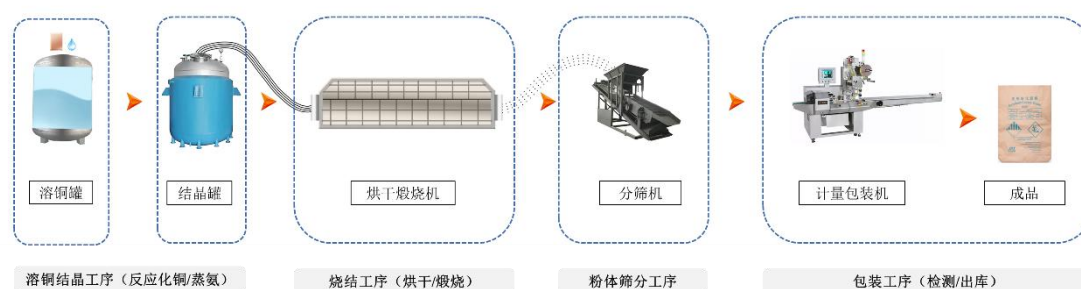 溶铜罐
结晶罐
烘干煅烧机
分筛机
计量包装机
成品
溶铜结晶工序（反应化铜/蒸氨）
烧结工序（烘干/煅烧）
粉体筛分工序
包装工序（检测/出库）